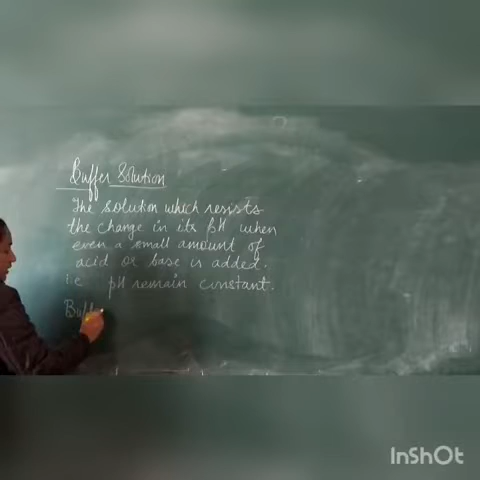 Buffer Solution
The solution which resists
the change in its pH when
even a small amount of
acid or base is added.
i.e. pH remain constant.
Buff
InShOt